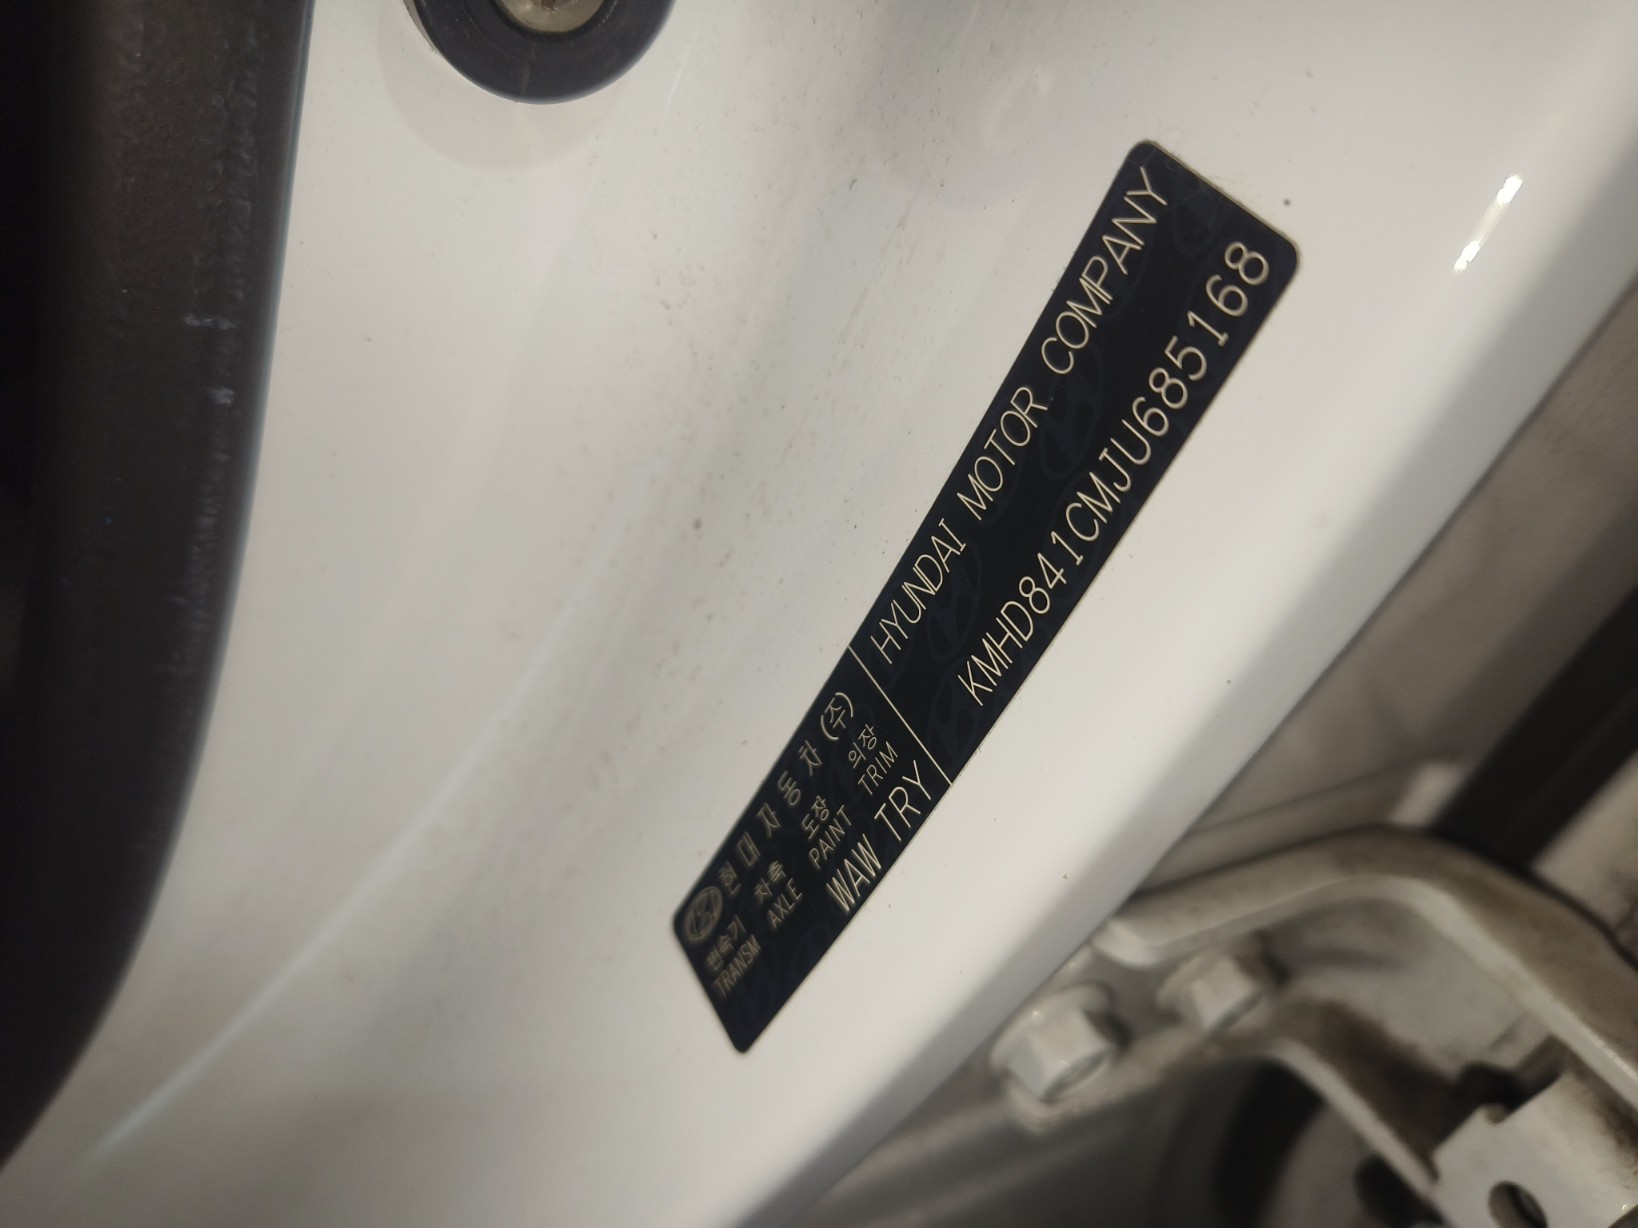 현대자동차(주)
변속기 차축 도장 의장
TRANSM AXLE PAINT TRIM
WAW TRY
HYUNDAI MOTOR COMPANY
KMHD841CMJU685168